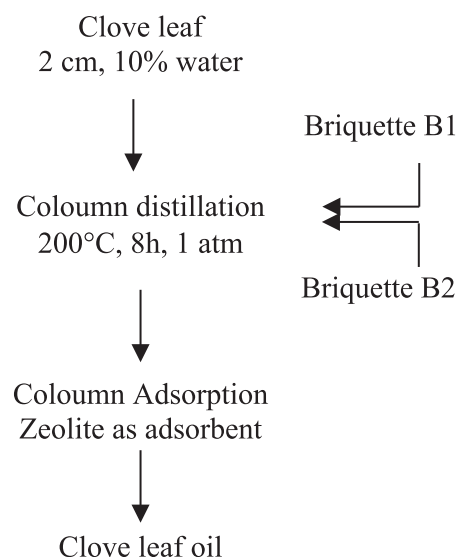 Clove leaf
2 cm, 10% water
Briquette B1
Coloumn distillation
200°C, 8h, 1 atm
Briquette B2
Coloumn Adsorption
Zeolite as adsorbent
Clove leaf oil